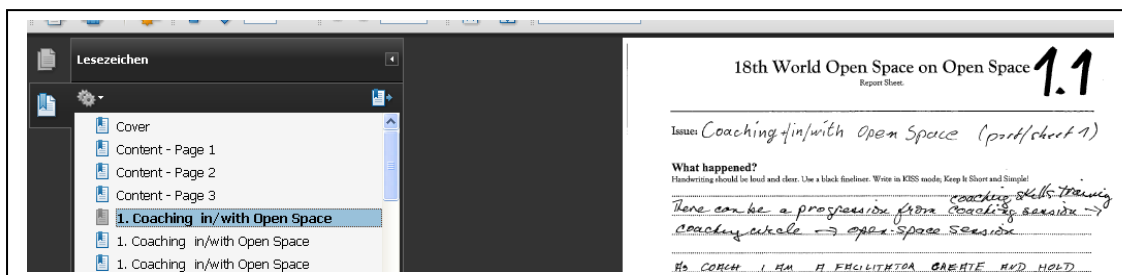 Lesezeichen
Cover
Content - Page 1
Content - Page 2
Content - Page 3
1. Coaching in/with Open Space
1. Coaching in/with Open Space
1. Coaching in/with Open Space
18th World Open Space on Open Space 1.1
Report Sheet.
Issue: Coaching /in/with Open Space (part/sheet 1)
What happened?
Handwriting should be loud and clear. Use a black fineliner. Write in KISS mode; Keep It Short and Simple!
coaching skills training
There can be a progression from coaching session →
coaching circle → open-space session
AS COACH I AM A FACILITATOR CREATE AND HOLD